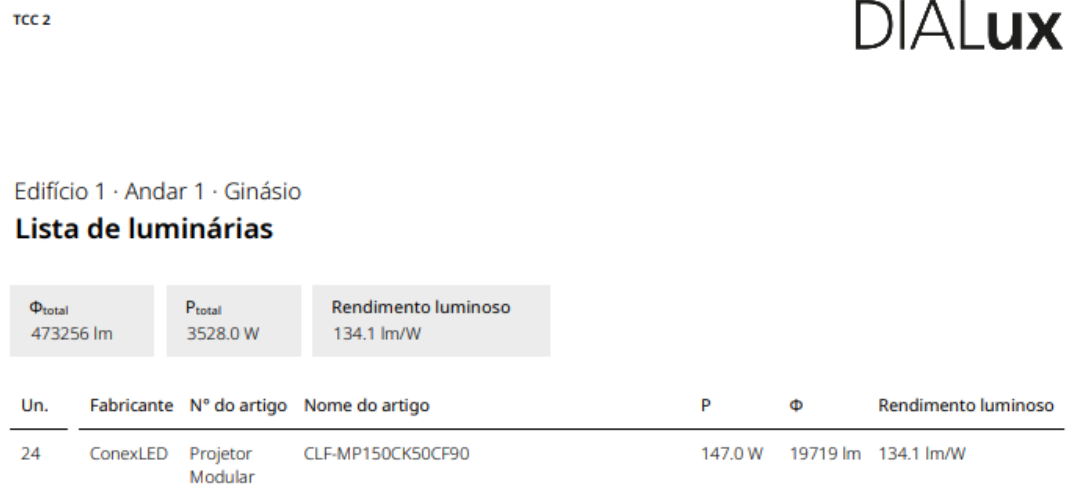 TCC 2
DIALux
Edifício 1 · Andar 1 · Ginásio
Lista de luminárias
Φtotal Ptotal Rendimento luminoso
473256 lm 3528.0 W 134.1 lm/W
Un. Fabricante Nº do artigo Nome do artigo P Φ Rendimento luminoso
24 ConexLED Projetor CLF-MP150CK50CF90 147.0 W 19719 lm 134.1 lm/W
Modular